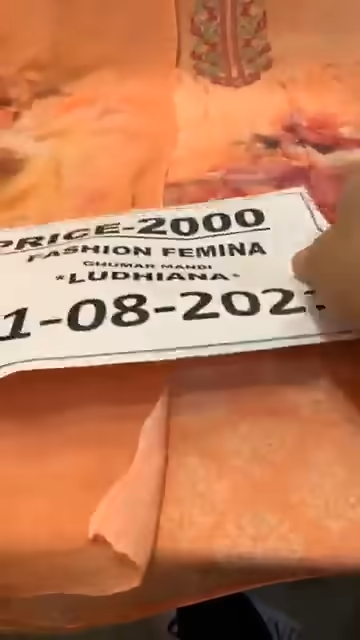 PRICE-2000
FASHION FEMINA
GHUMAR MANDI
*LUDHIANA*
1-08-202